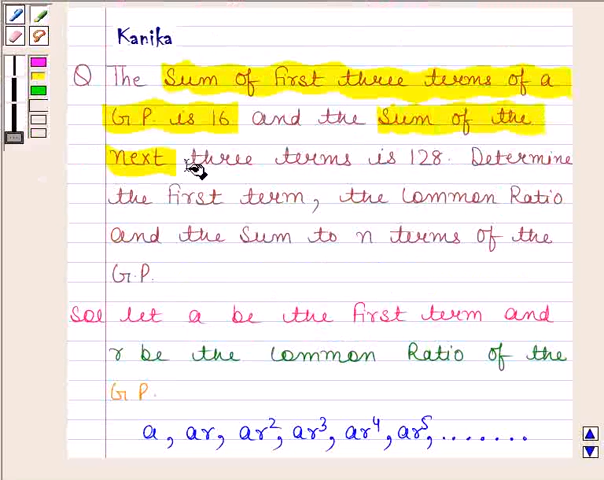 Kanika
Q The Sum of first three terms of a
G.P. is 16 and the Sum of the
next three terms is 128. Determine
the first term, the Common Ratio
and the Sum to n terms of the
G.P.
Sol let a be the first term and
r be the Common Ratio of the
G.P.
a, ar, ar², ar³, ar⁴, ar⁵, .......